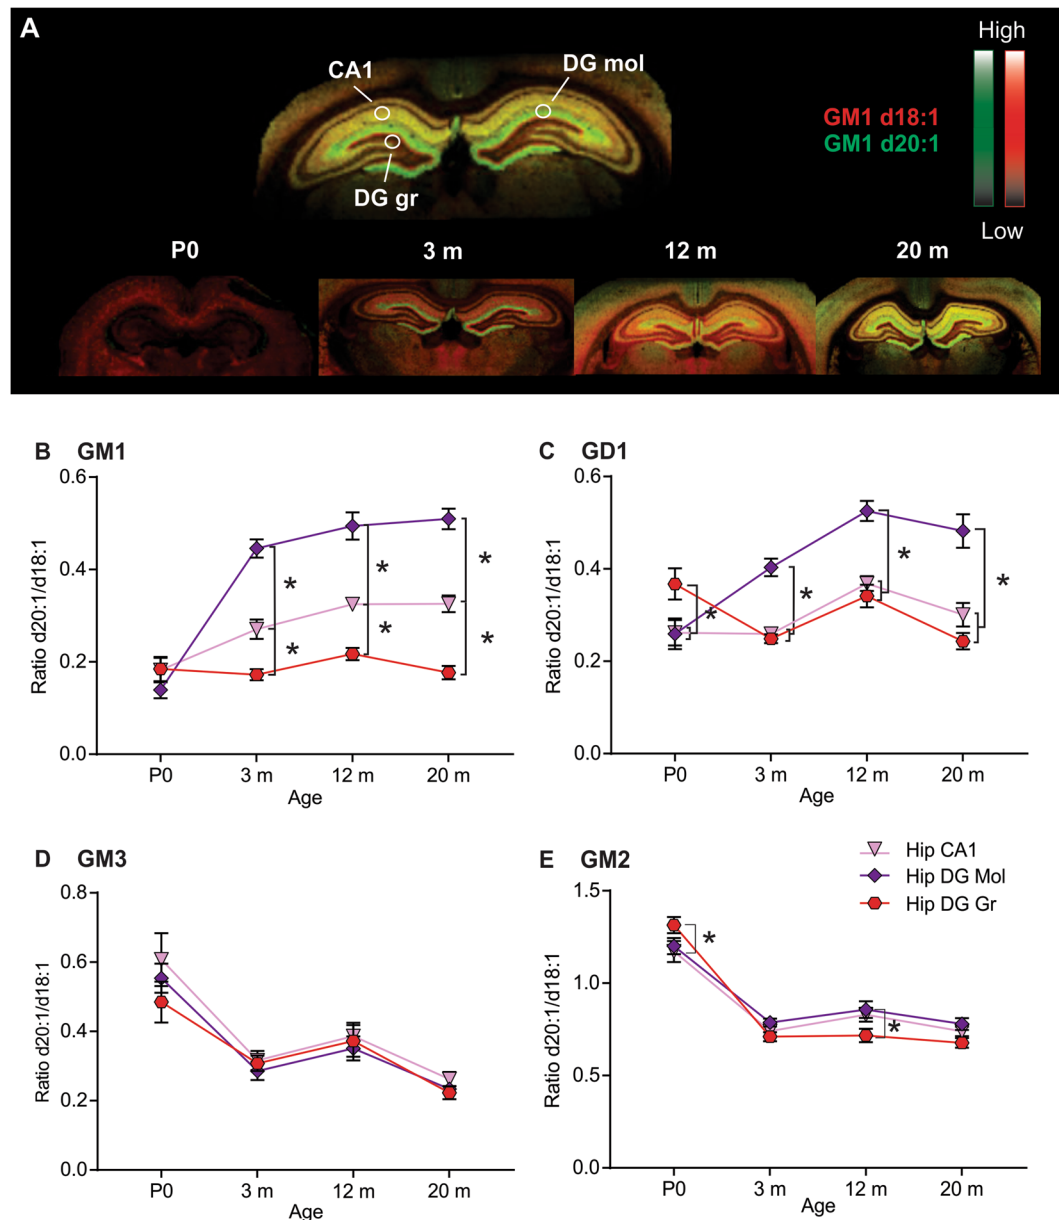 A
High
CA1
DG mol
GM1 d18:1
GM1 d20:1
DG gr
Low
P0
3 m
12 m
20 m
B GM1
0.6
0.4
0.2
0.0
Ratio d20:1/d18:1
*
*
*
*
*
*
P0
3 m
12 m
20 m
Age
C GD1
0.6
0.4
0.2
0.0
Ratio d20:1/d18:1
*
*
*
*
P0
3 m
12 m
20 m
Age
D GM3
0.8
0.6
0.4
0.2
0.0
Ratio d20:1/d18:1
P0
3 m
12 m
20 m
Age
E GM2
Hip CA1
Hip DG Mol
Hip DG Gr
1.5
1.0
0.5
0.0
Ratio d20:1/d18:1
*
*
P0
3 m
12 m
20 m
Age